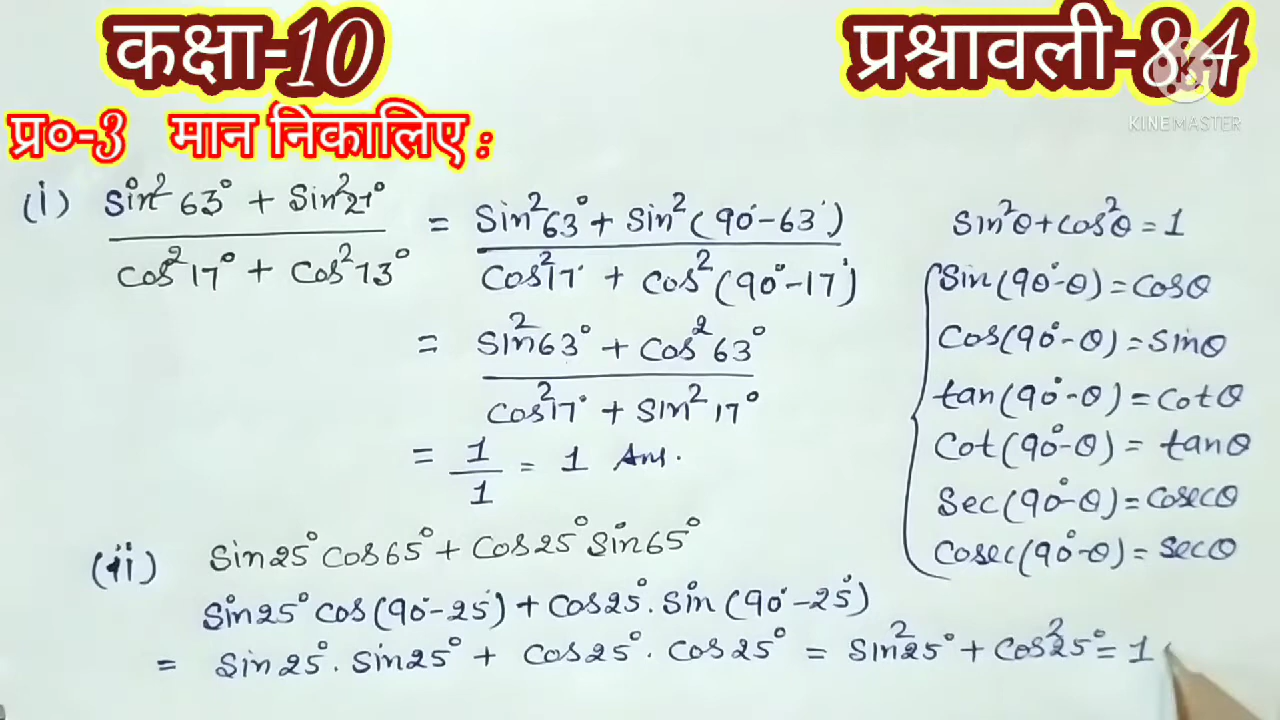 कक्षा-10 प्रश्नावली-8.4
KINEMASTER
प्र०-3 मान निकालिए :
(i) sin²63° + Sin²27° / cos²17° + cos²73° = Sin²63° + sin²(90°-63°) / cos²17° + cos²(90°-17°)
= sin²63° + cos²63° / cos²17° + sin²17°
= 1/1 = 1 Ans.
sin²θ+cos²θ = 1
Sin(90°-θ) = cosθ
Cos(90°-θ) = sinθ
tan(90°-θ) = cotθ
Cot(90°-θ) = tanθ
Sec(90°-θ) = cosecθ
Cosec(90°-θ) = secθ
(ii) Sin25° cos65° + cos25° sin65°
Sin25° cos(90°-25°) + cos25°. sin(90°-25°)
= Sin25°. sin25° + cos25°. cos25° = sin²25° + cos²25° = 1